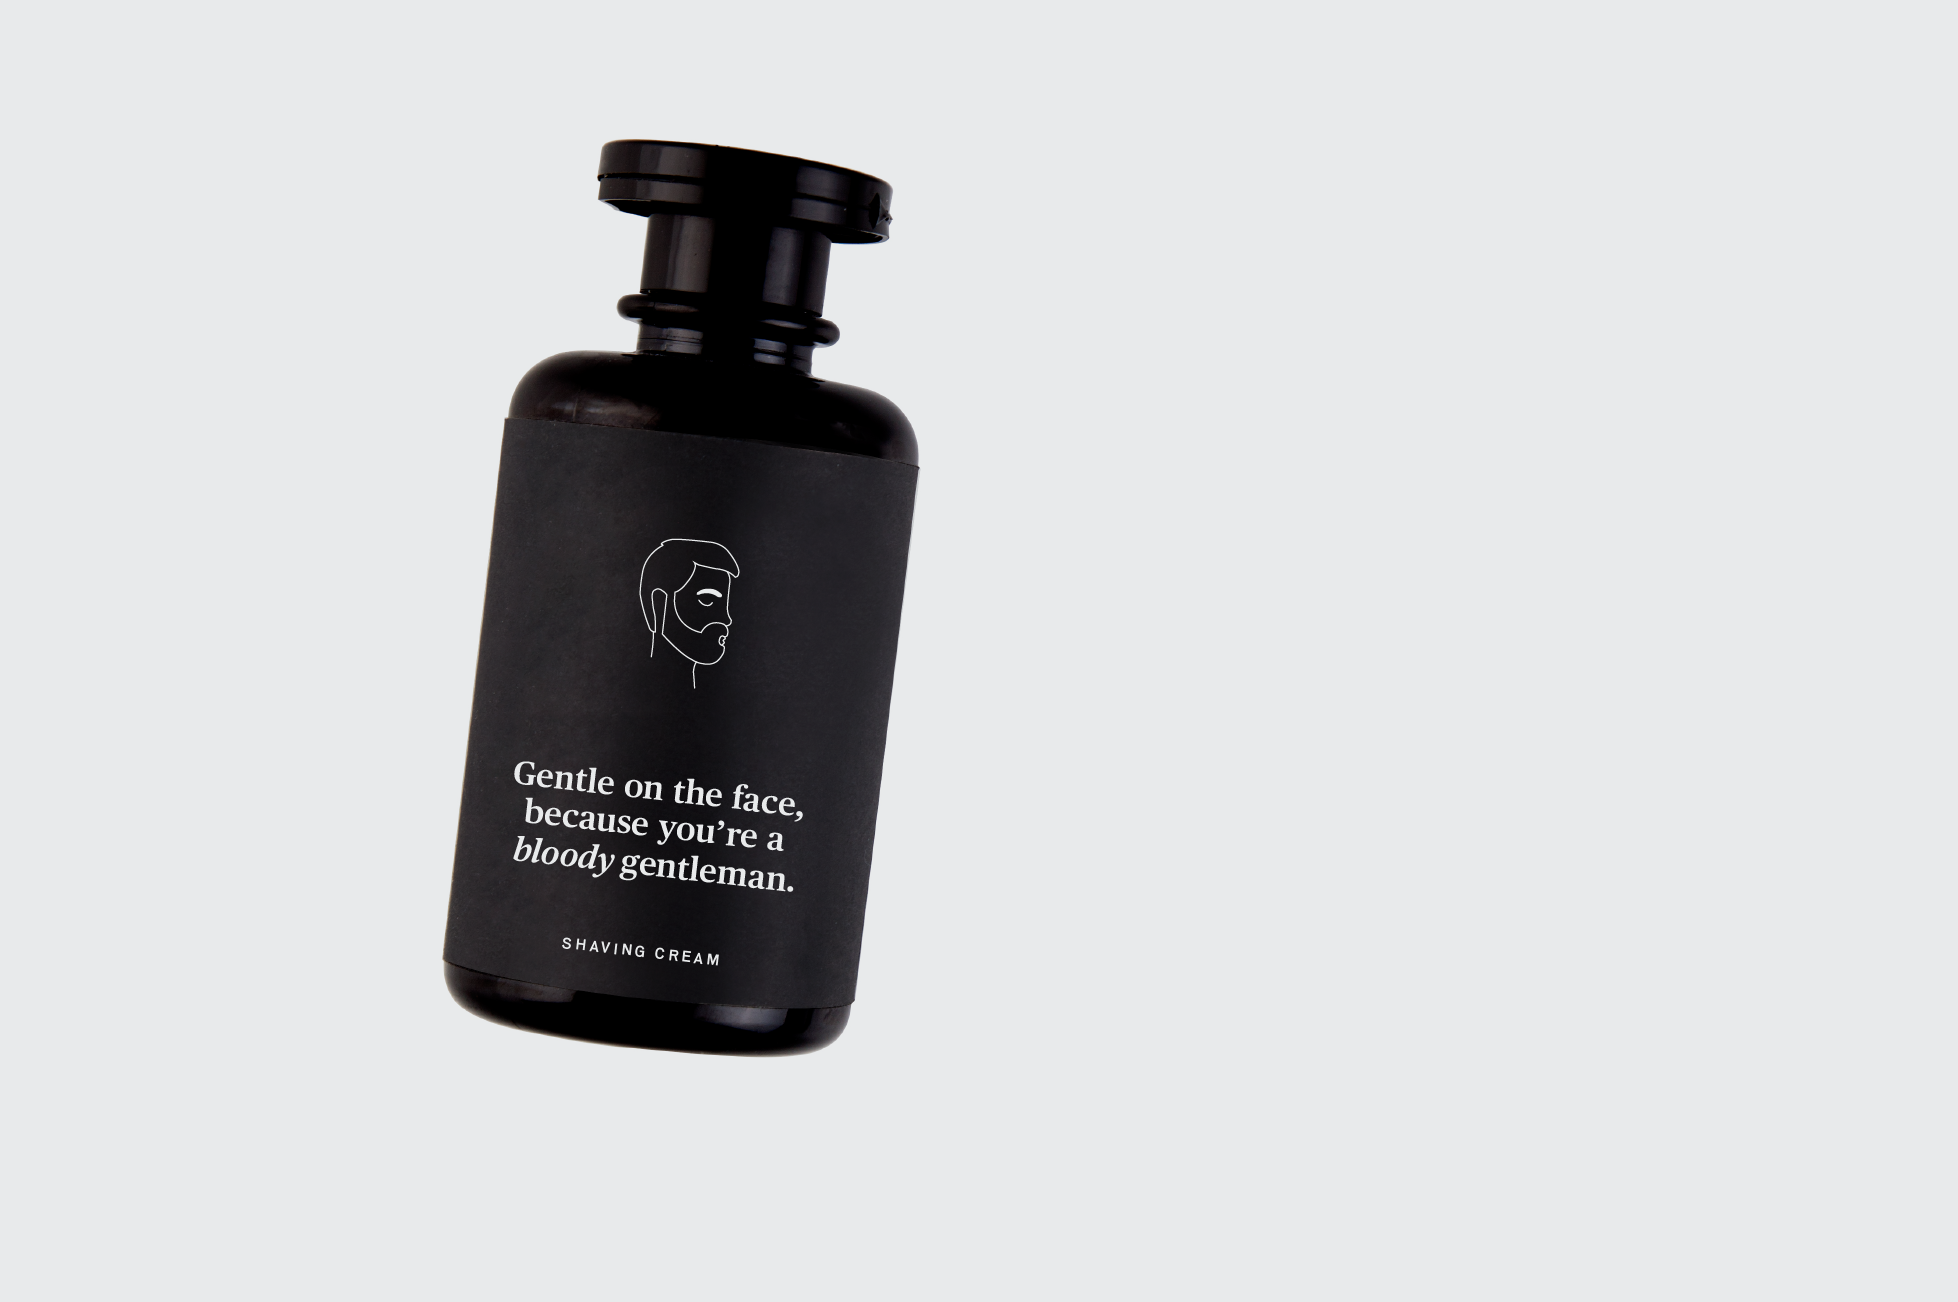 Gentle on the face,
because you’re a
bloody gentleman.
SHAVING CREAM